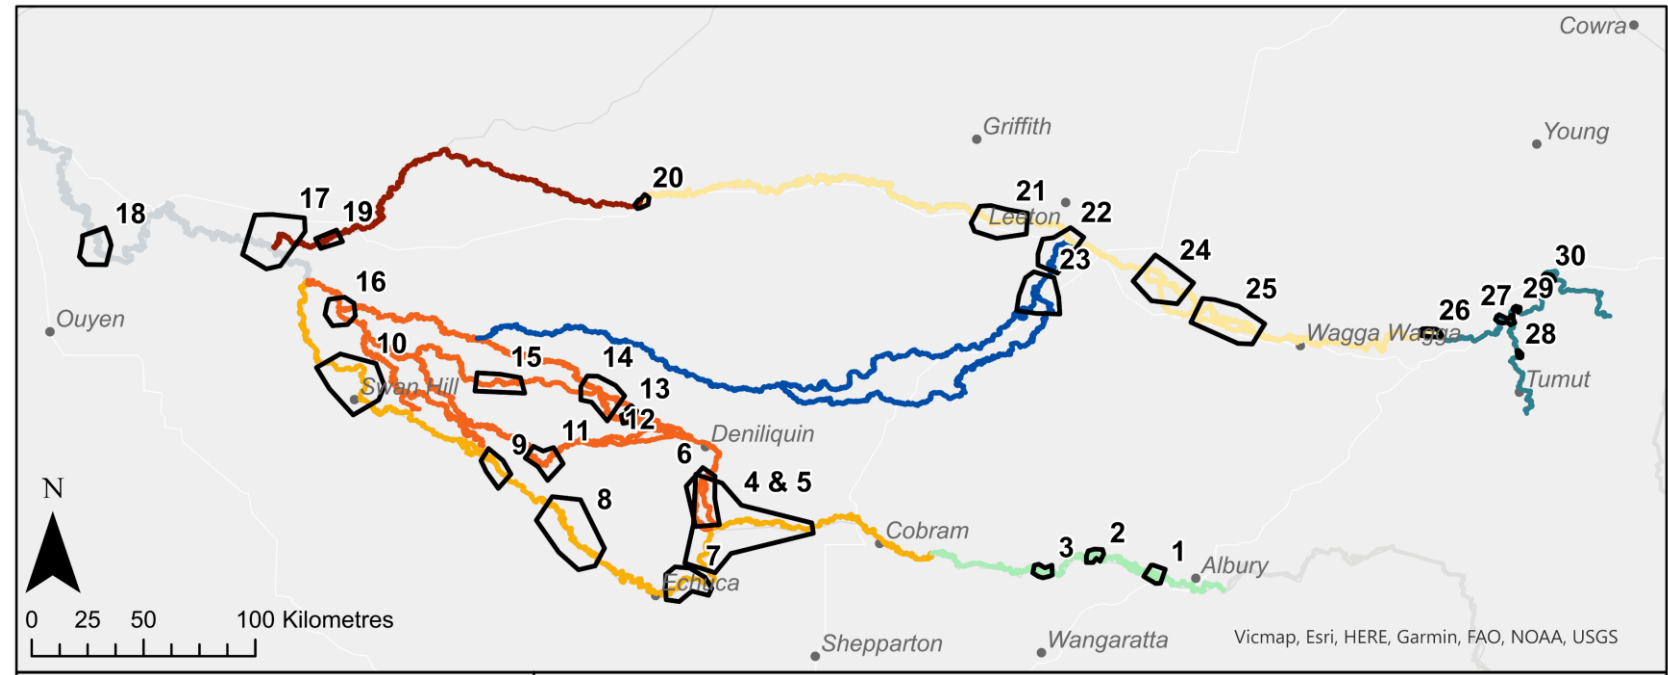 Cowra
Griffith
Young
20
21
17
18
19
Leeton
22
24
23
30
16
25
29
27
26
Ouyen
Wagga Wagga
28
10
15
14
Swan Hill
13
Tumut
12
11
Deniliquin
9
6
4 & 5
N
8
Cobram
2
3
1
7
Albury
Echuca
0
25
50
100 Kilometres
Shepparton
Wangaratta
Vicmap, Esri, HERE, Garmin, FAO, NOAA, USGS